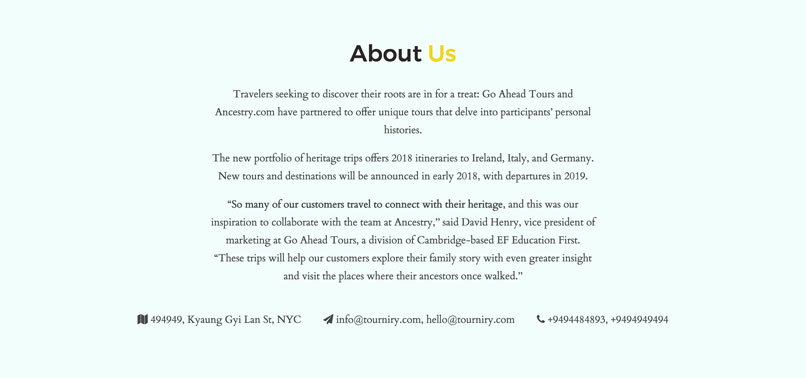 About Us
Travelers seeking to discover their roots are in for a treat: Go Ahead Tours and
Ancestry.com have partnered to offer unique tours that delve into participants’ personal
histories.
The new portfolio of heritage trips offers 2018 itineraries to Ireland, Italy, and Germany.
New tours and destinations will be announced in early 2018, with departures in 2019.
“So many of our customers travel to connect with their heritage, and this was our
inspiration to collaborate with the team at Ancestry,” said David Henry, vice president of
marketing at Go Ahead Tours, a division of Cambridge-based EF Education First.
“These trips will help our customers explore their family story with even greater insight
and visit the places where their ancestors once walked.”
494949, Kyaung Gyi Lan St, NYC info@tourniry.com, hello@tourniry.com +9494484893, +9494949494